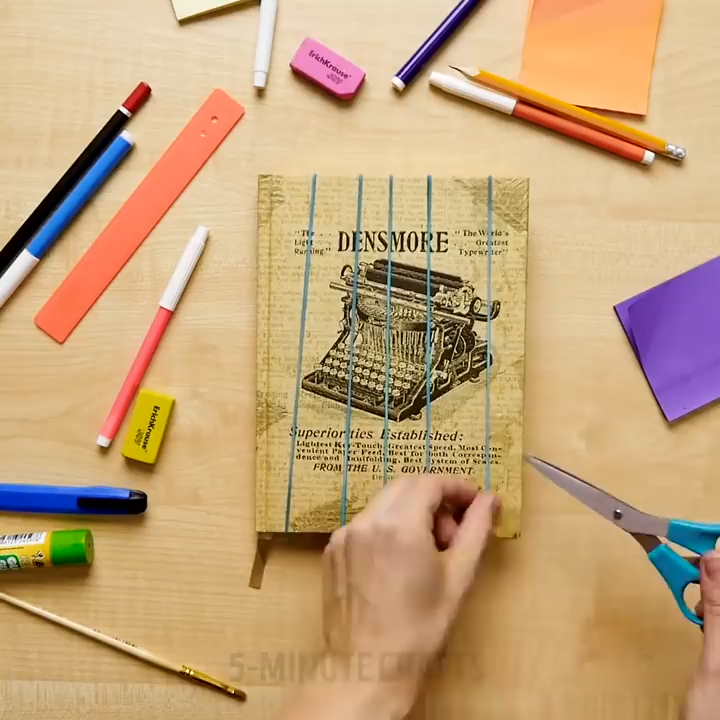 ErichKrause
"The
Light
Running."
DENSMORE
"The World's
Greatest
Typewriter."
Superiorities Established:
Lightest Key-Touch, Greatest Speed, Most Con-
venient Paper Feed, Best for both Correspon-
dence and Manifolding, Best System of Scales.
FROM THE U. S. GOVERNMENT.
ErichKrause
5-MINUTE CRAFTS